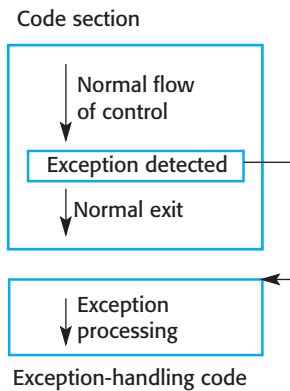 Code section
Normal flow
of control
Exception detected
Normal exit
Exception
processing
Exception-handling code